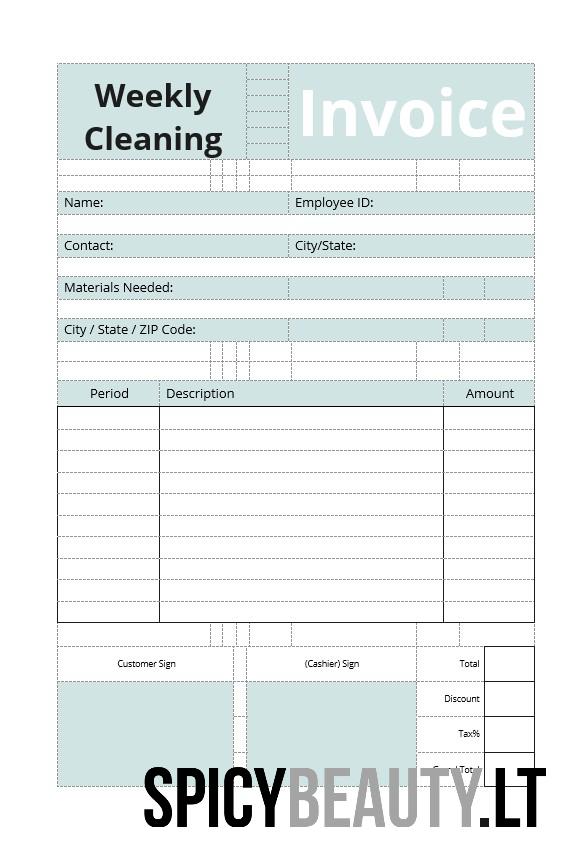 Weekly
Cleaning
Invoice
Name:
Employee ID:
Contact:
City/State:
Materials Needed:
City / State / ZIP Code:
Period Description Amount
Customer Sign (Cashier) Sign Total
Discount
Tax%
Total
SPICYBEAUTY.LT